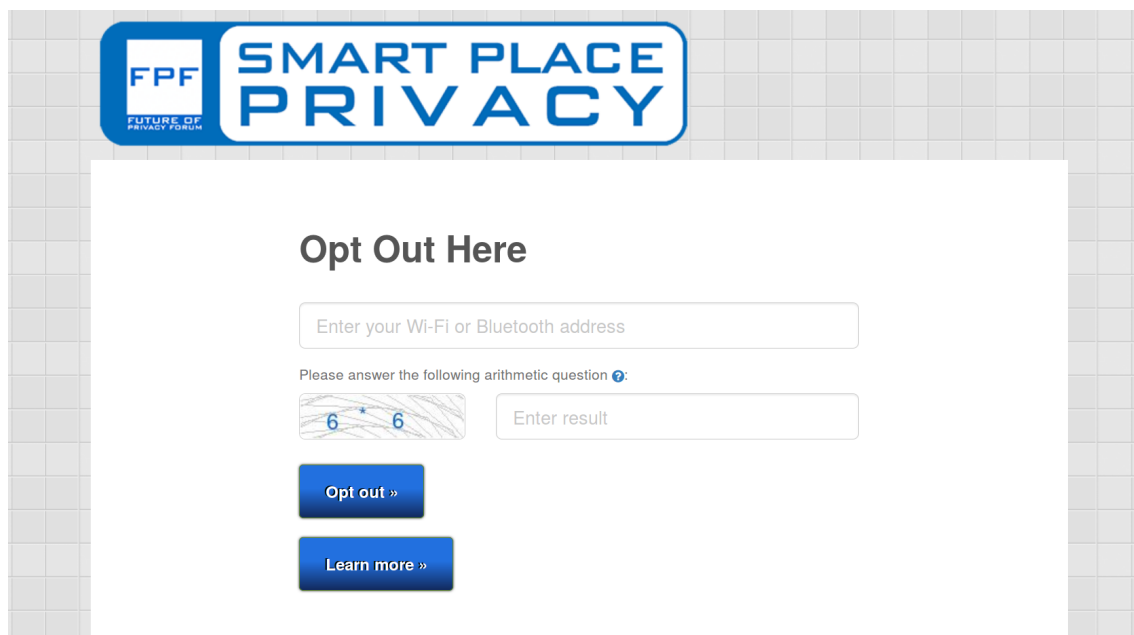 SMART PLACE
PRIVACY
FPF
FUTURE OF
PRIVACY FORUM
Opt Out Here
Enter your Wi-Fi or Bluetooth address
Please answer the following arithmetic question ?:
6 * 6
Enter result
Opt out »
Learn more »